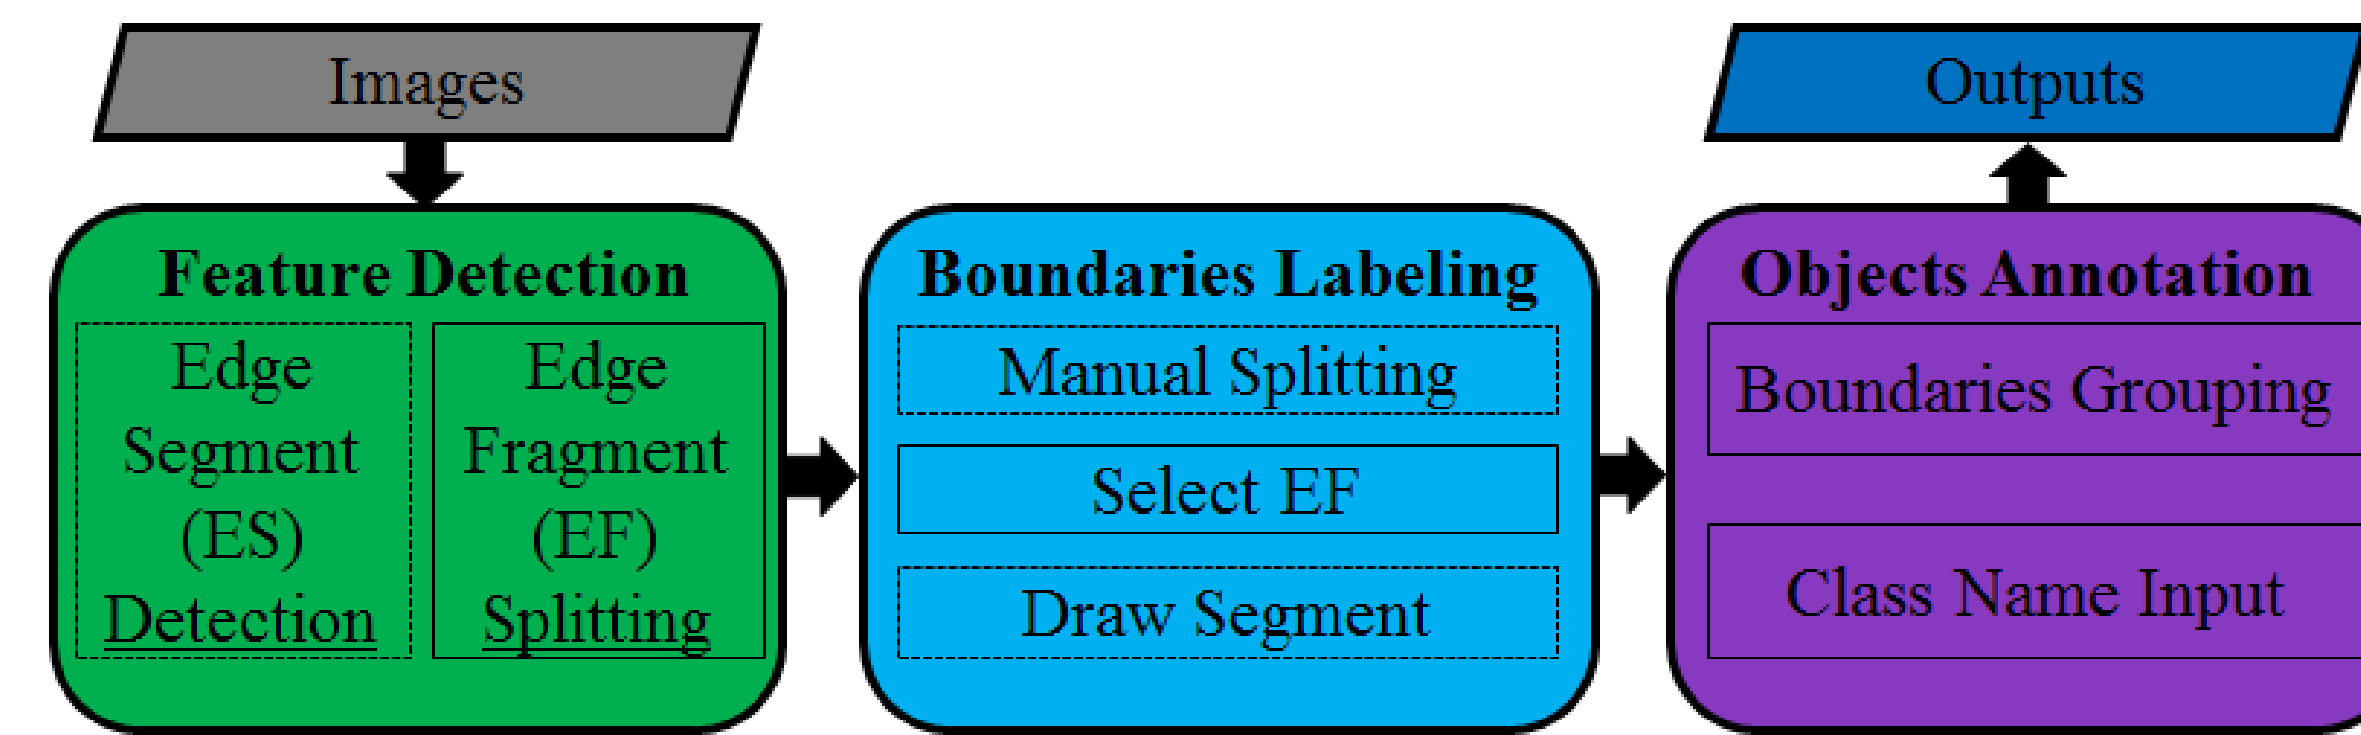 Images
Outputs
Feature Detection
Edge
Segment
(ES)
Detection
Edge
Fragment
(EF)
Splitting
Boundaries Labeling
Manual Splitting
Select EF
Draw Segment
Objects Annotation
Boundaries Grouping
Class Name Input